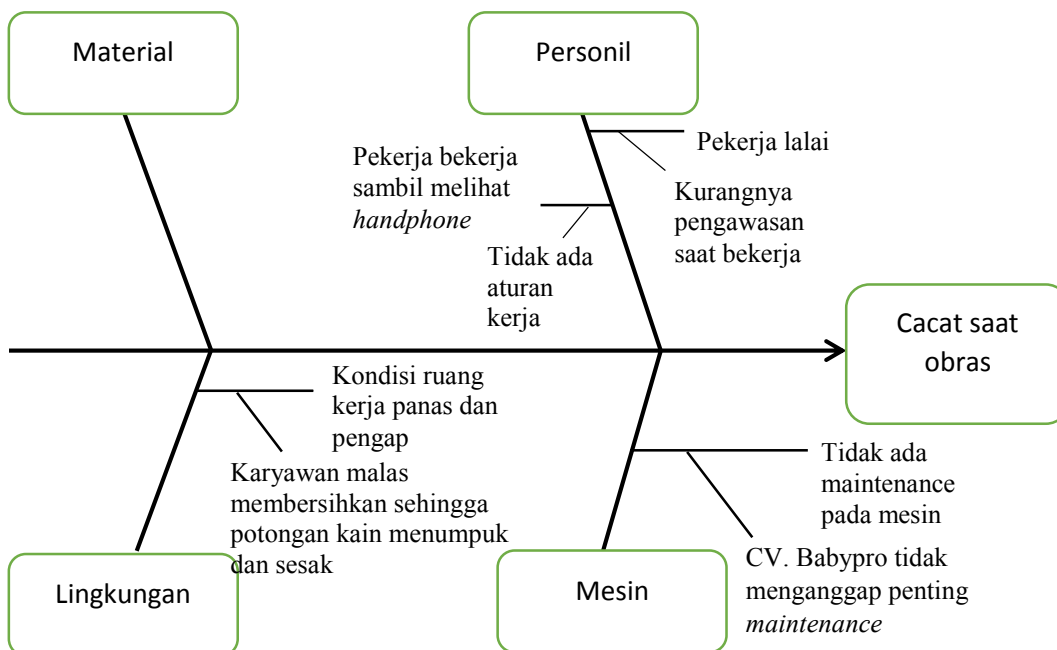 Material
Personil
Pekerja lalai
Kurangnya
pengawasan
saat bekerja
Pekerja bekerja
sambil melihat
handphone
Tidak ada
aturan
kerja
Cacat saat
obras
Kondisi ruang
kerja panas dan
pengap
Karyawan malas
membersihkan sehingga
potongan kain menumpuk
dan sesak
Tidak ada
maintenance
pada mesin
CV. Babypro tidak
menganggap penting
maintenance
Lingkungan
Mesin